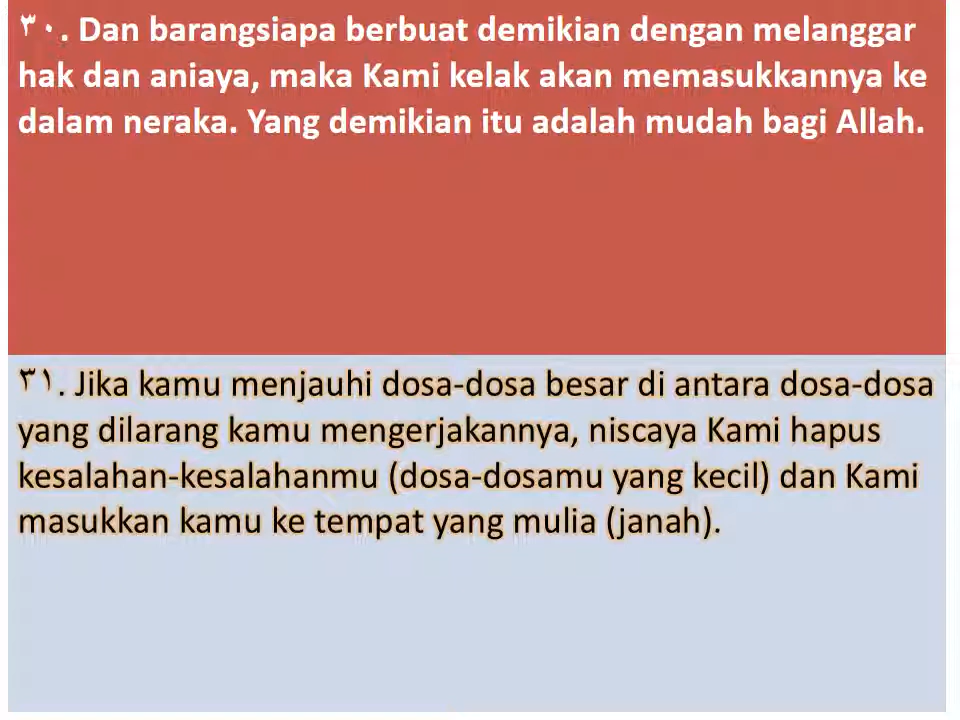 ٣٠. Dan barangsiapa berbuat demikian dengan melanggar
hak dan aniaya, maka Kami kelak akan memasukkannya ke
dalam neraka. Yang demikian itu adalah mudah bagi Allah.
٣١. Jika kamu menjauhi dosa-dosa besar di antara dosa-dosa
yang dilarang kamu mengerjakannya, niscaya Kami hapus
kesalahan-kesalahanmu (dosa-dosamu yang kecil) dan Kami
masukkan kamu ke tempat yang mulia (janah).